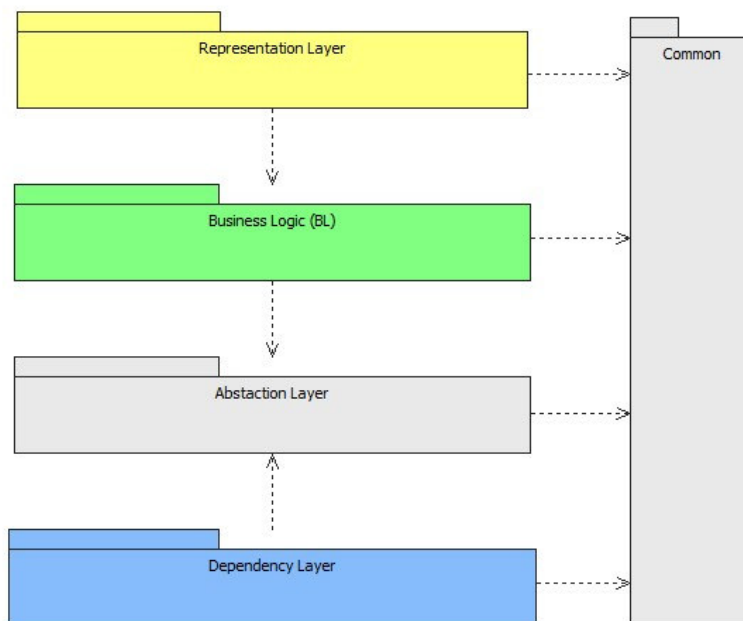 Representation Layer
Common
Business Logic (BL)
Abstaction Layer
Dependency Layer